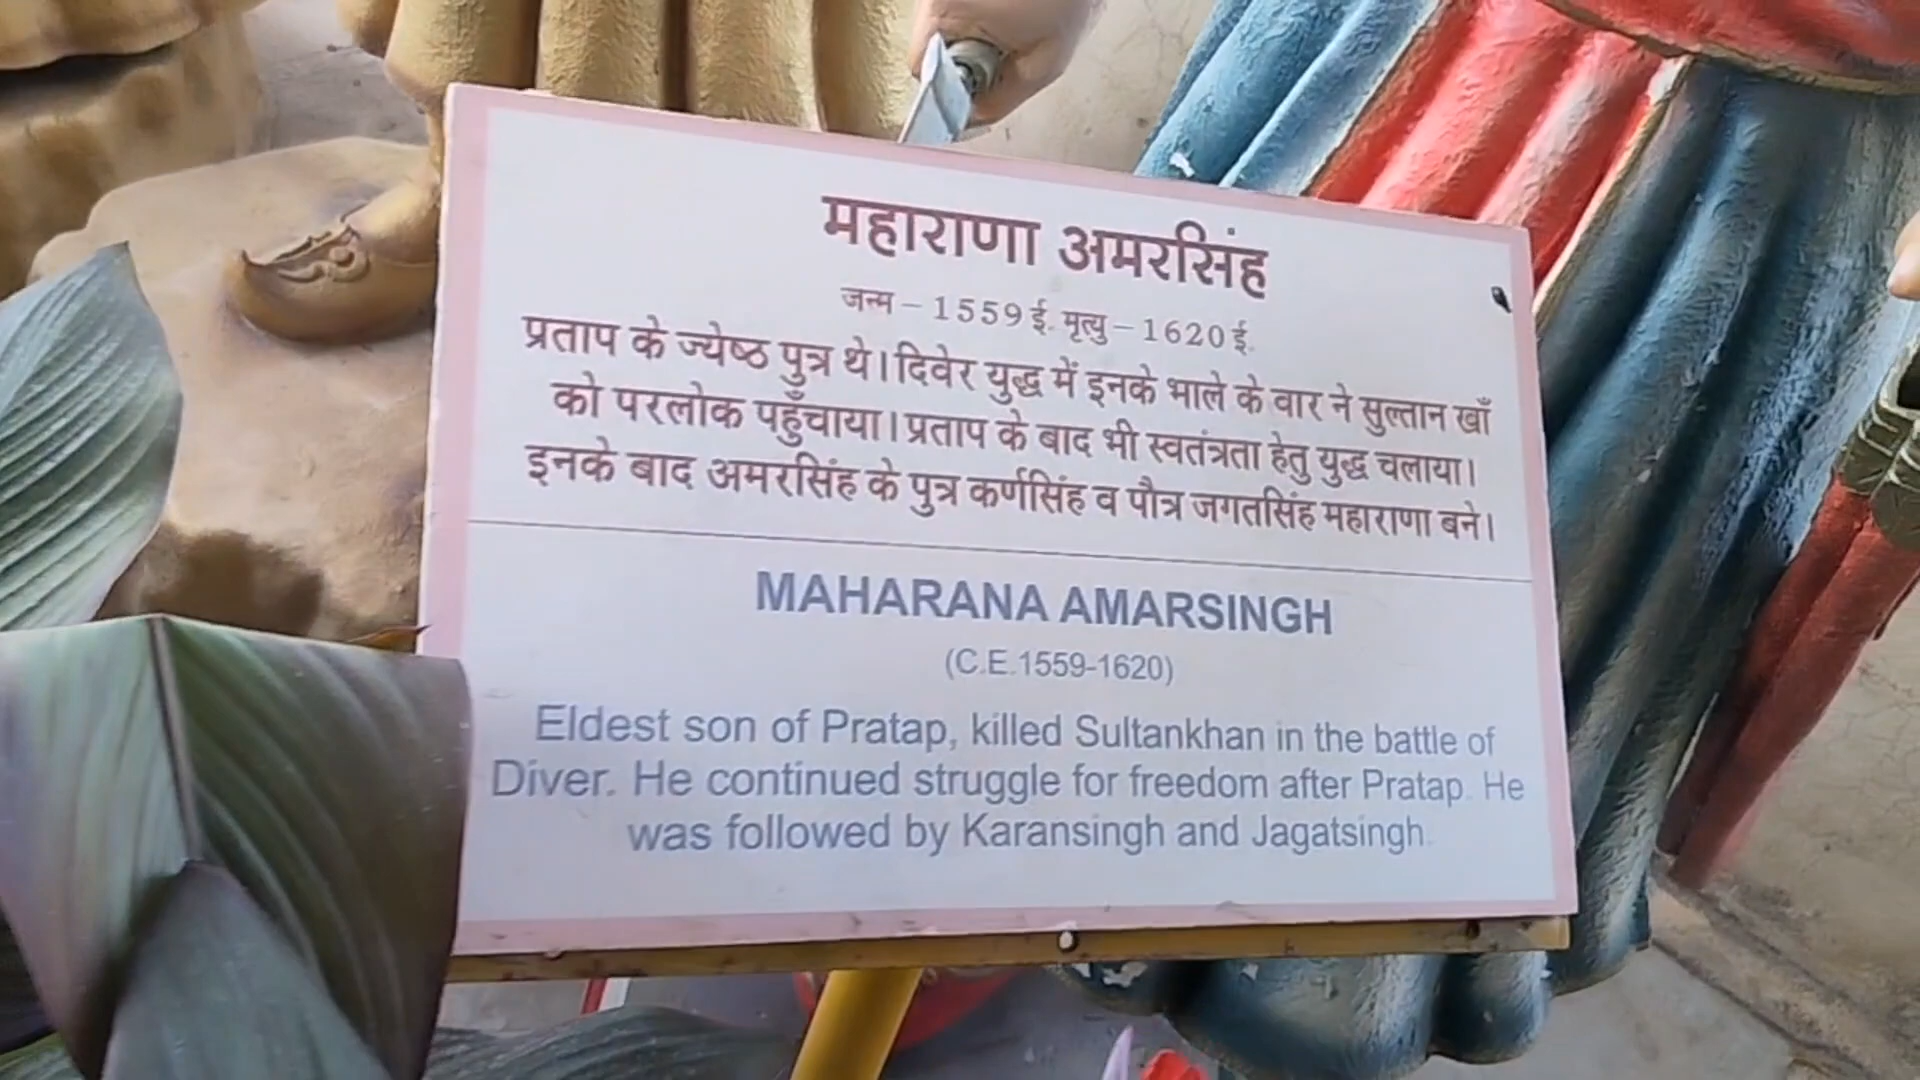 महाराणा अमरसिंह
जन्म – 1559 ई. मृत्यु – 1620 ई.
प्रताप के ज्येष्ठ पुत्र थे। दिवेर युद्ध में इनके भाले के वार ने सुल्तान खाँ
को परलोक पहुँचाया। प्रताप के बाद भी स्वतंत्रता हेतु युद्ध चलाया।
इनके बाद अमरसिंह के पुत्र कर्णसिंह व पौत्र जगतसिंह महाराणा बने।
MAHARANA AMARSINGH
(C.E.1559-1620)
Eldest son of Pratap, killed Sultankhan in the battle of
Diver. He continued struggle for freedom after Pratap. He
was followed by Karansingh and Jagatsingh.